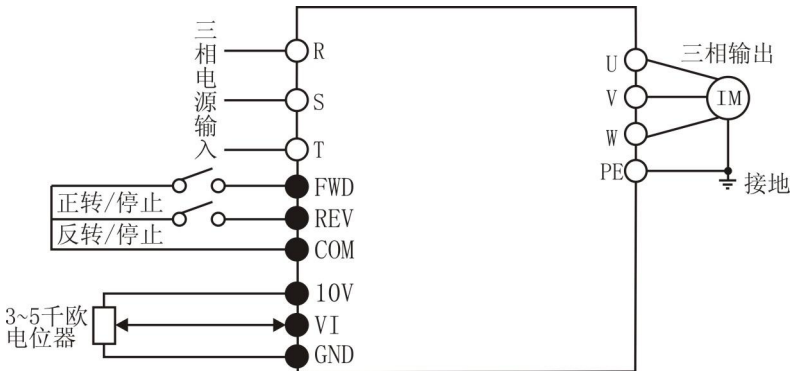 三相电源输入
R
S
T
FWD
REV
COM
正转/停止
反转/停止
10V
VI
GND
3~5千欧
电位器
U
V
W
PE
三相输出
IM
接地